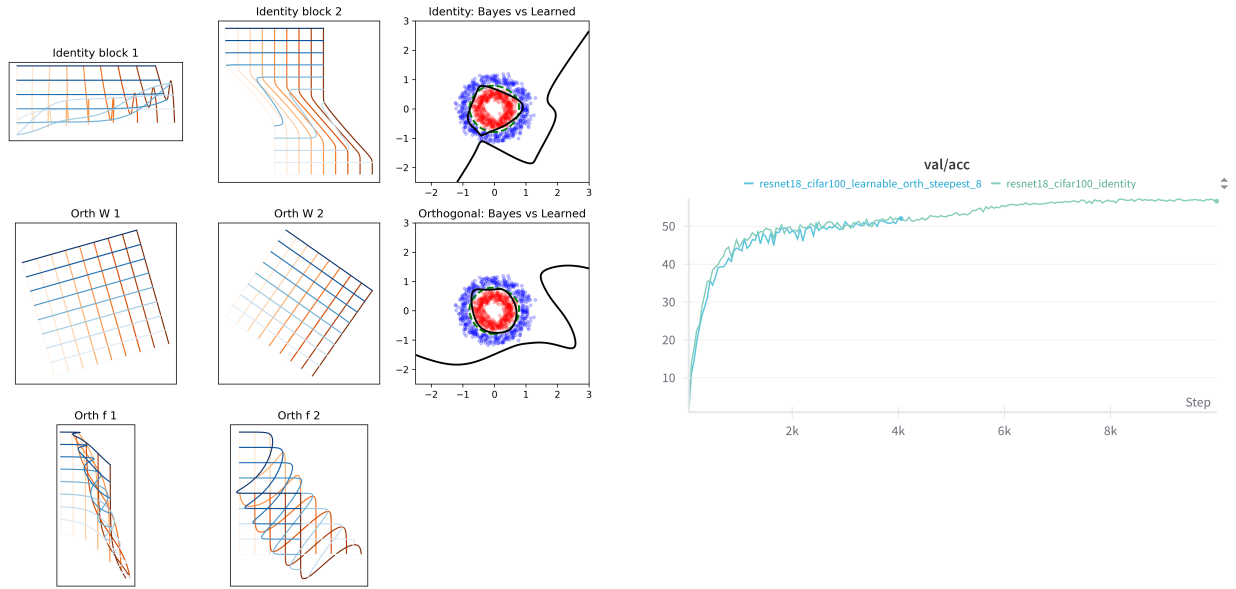 Identity block 1
Identity block 2
Identity: Bayes vs Learned
3
2
1
0
−1
−2
−2 −1 0 1 2 3
Orth W 1
Orth W 2
Orthogonal: Bayes vs Learned
3
2
1
0
−1
−2
−2 −1 0 1 2 3
Orth f 1
Orth f 2
val/acc
resnet18_cifar100_learnable_orth_steepest_8 resnet18_cifar100_identity
50
40
30
20
10
Step
2k 4k 6k 8k